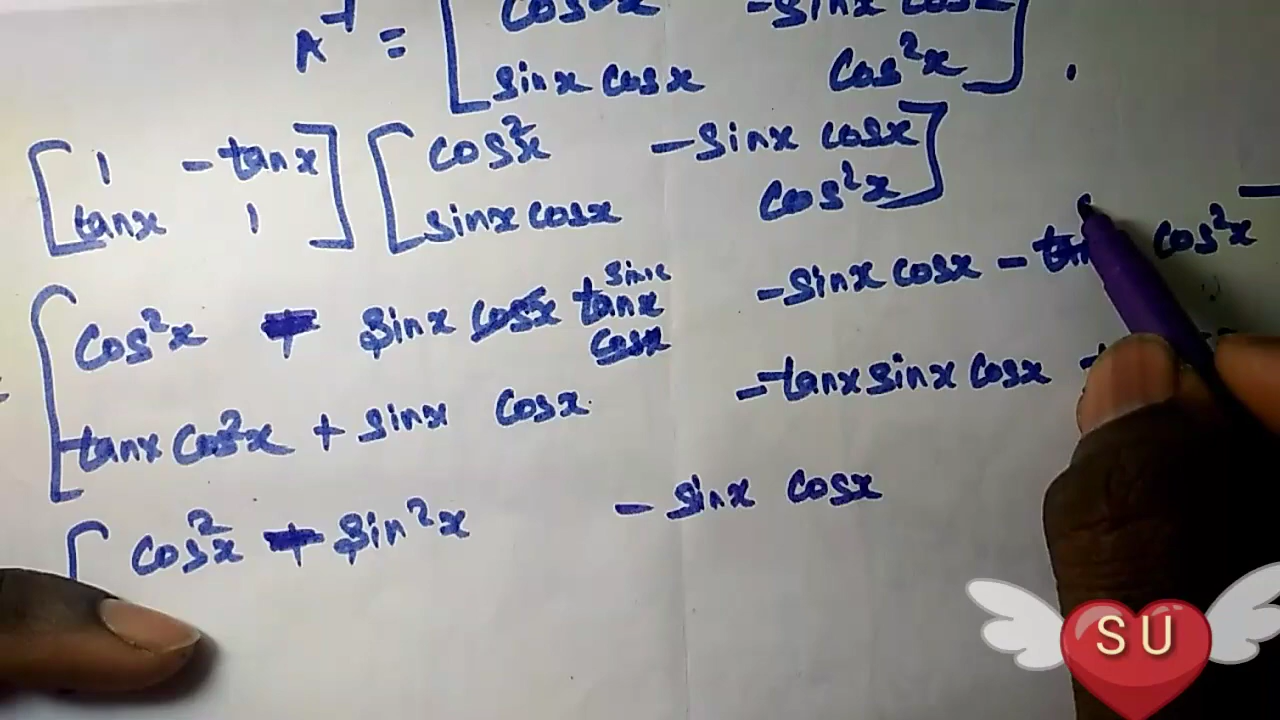 A⁻¹ = [ cos²x -sinx cosx
sinx cosx cos²x ] .
[ 1 -tanx [ cos²x -sinx cosx
tanx 1 ] sinx cosx cos²x ]
[ cos²x + sinx cosx tanx sinx cosx -sinx cosx - cos²x
tanx cos²x + sinx cosx -tanx sinx cosx
[ cos²x + sin²x - sinx cosx
SU